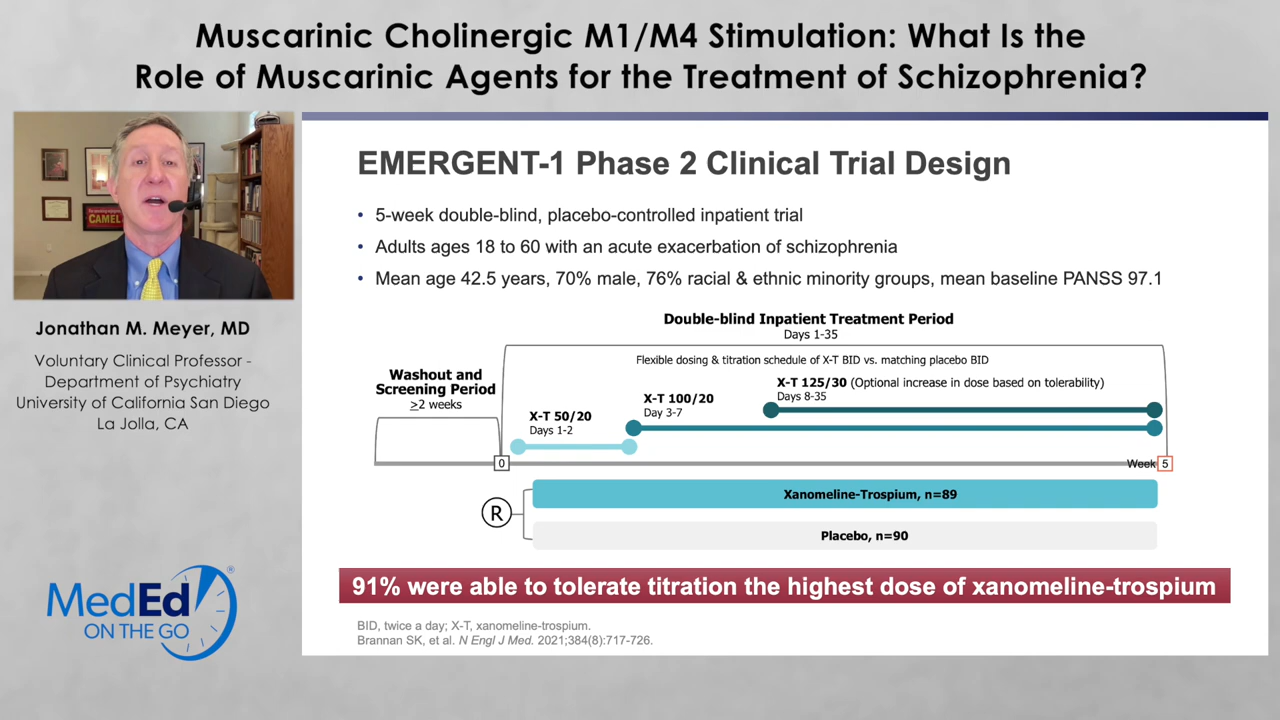 Muscarinic Cholinergic M1/M4 Stimulation: What Is the
Role of Muscarinic Agents for the Treatment of Schizophrenia?
CAMEL
Jonathan M. Meyer, MD
Voluntary Clinical Professor -
Department of Psychiatry
University of California San Diego
La Jolla, CA
MedEd
ON THE GO
®
EMERGENT-1 Phase 2 Clinical Trial Design
• 5-week double-blind, placebo-controlled inpatient trial
• Adults ages 18 to 60 with an acute exacerbation of schizophrenia
• Mean age 42.5 years, 70% male, 76% racial & ethnic minority groups, mean baseline PANSS 97.1
Double-blind Inpatient Treatment Period
Days 1-35
Flexible dosing & titration schedule of X-T BID vs. matching placebo BID
Washout and
Screening Period
≥2 weeks
X-T 50/20
Days 1-2
X-T 100/20
Day 3-7
X-T 125/30 (Optional increase in dose based on tolerability)
Days 8-35
0
Week 5
R
Xanomeline-Trospium, n=89
Placebo, n=90
91% were able to tolerate titration the highest dose of xanomeline-trospium
BID, twice a day; X-T, xanomeline-trospium.
Brannan SK, et al. N Engl J Med. 2021;384(8):717-726.